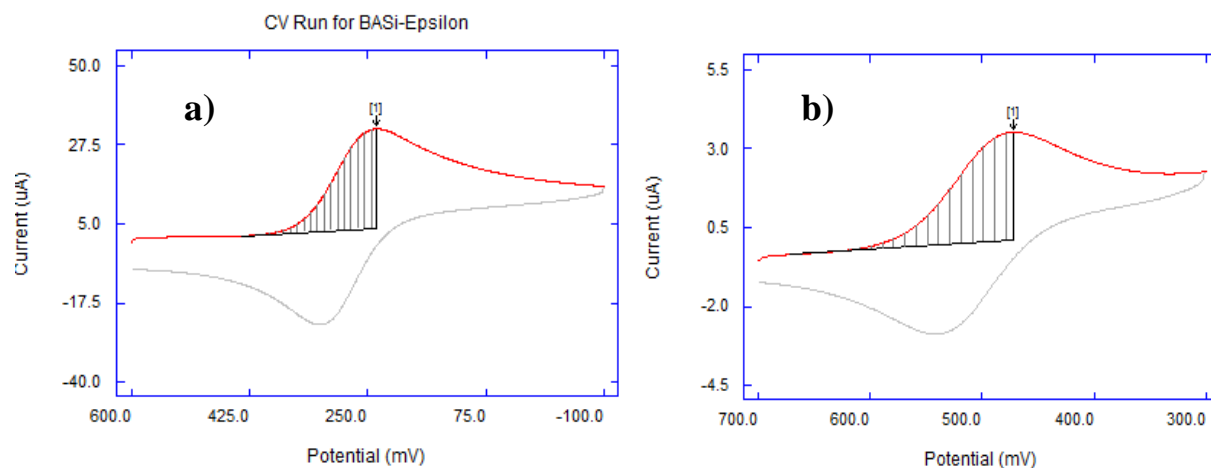 CV Run for BASi-Epsilon
a)
[1]
50.0
27.5
5.0
-17.5
-40.0
Current (uA)
600.0 425.0 250.0 75.0 -100.0
Potential (mV)
b)
[1]
5.5
3.0
0.5
-2.0
-4.5
Current (uA)
700.0 600.0 500.0 400.0 300.0
Potential (mV)